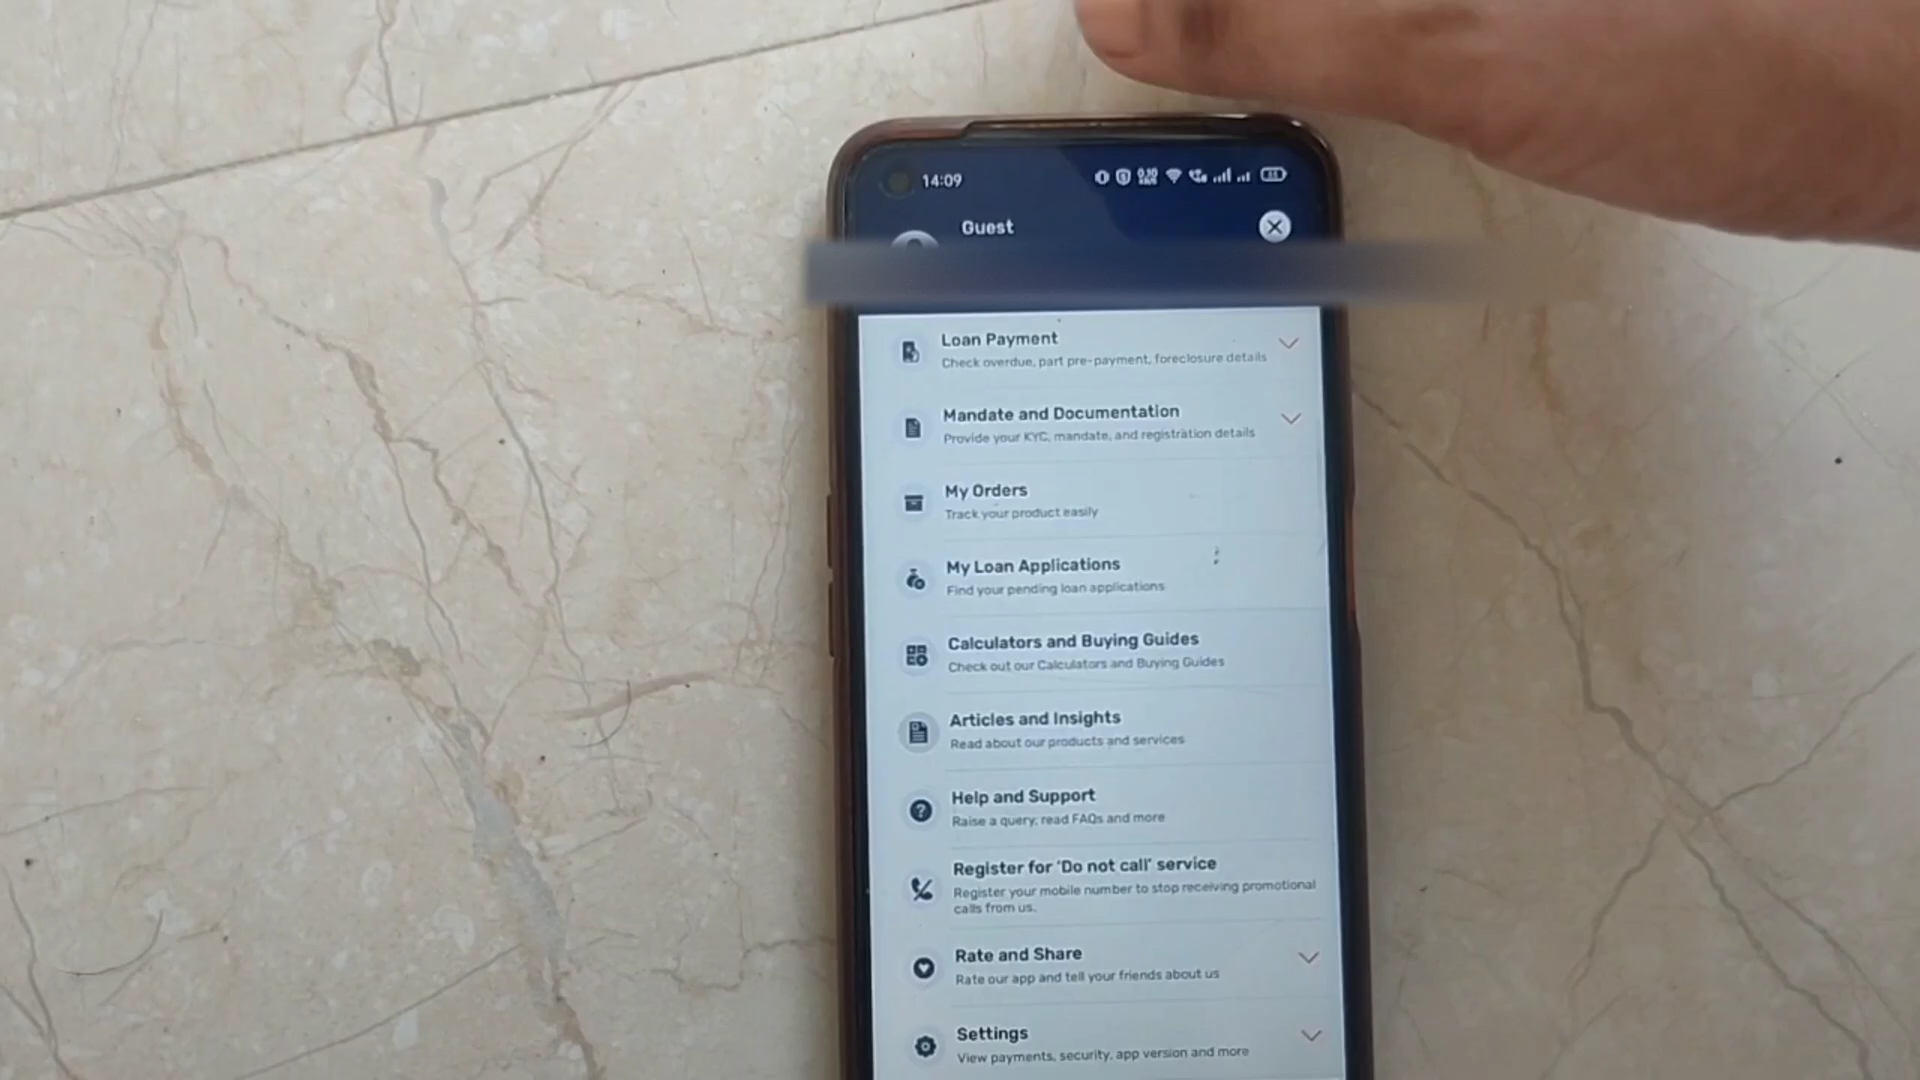 14:09
Guest
Loan Payment
Check overdue, part pre-payment, foreclosure details
Mandate and Documentation
Provide your KYC, mandate, and registration details
My Orders
Track your product easily
My Loan Applications
Find your pending loan applications
Calculators and Buying Guides
Check out our Calculators and Buying Guides
Articles and Insights
Read about our products and services
Help and Support
Raise a query, read FAQs and more
Register for 'Do not call' service
Register your mobile number to stop receiving promotional
calls from us.
Rate and Share
Rate our app and tell your friends about us
Settings
View payments, security, app version and more